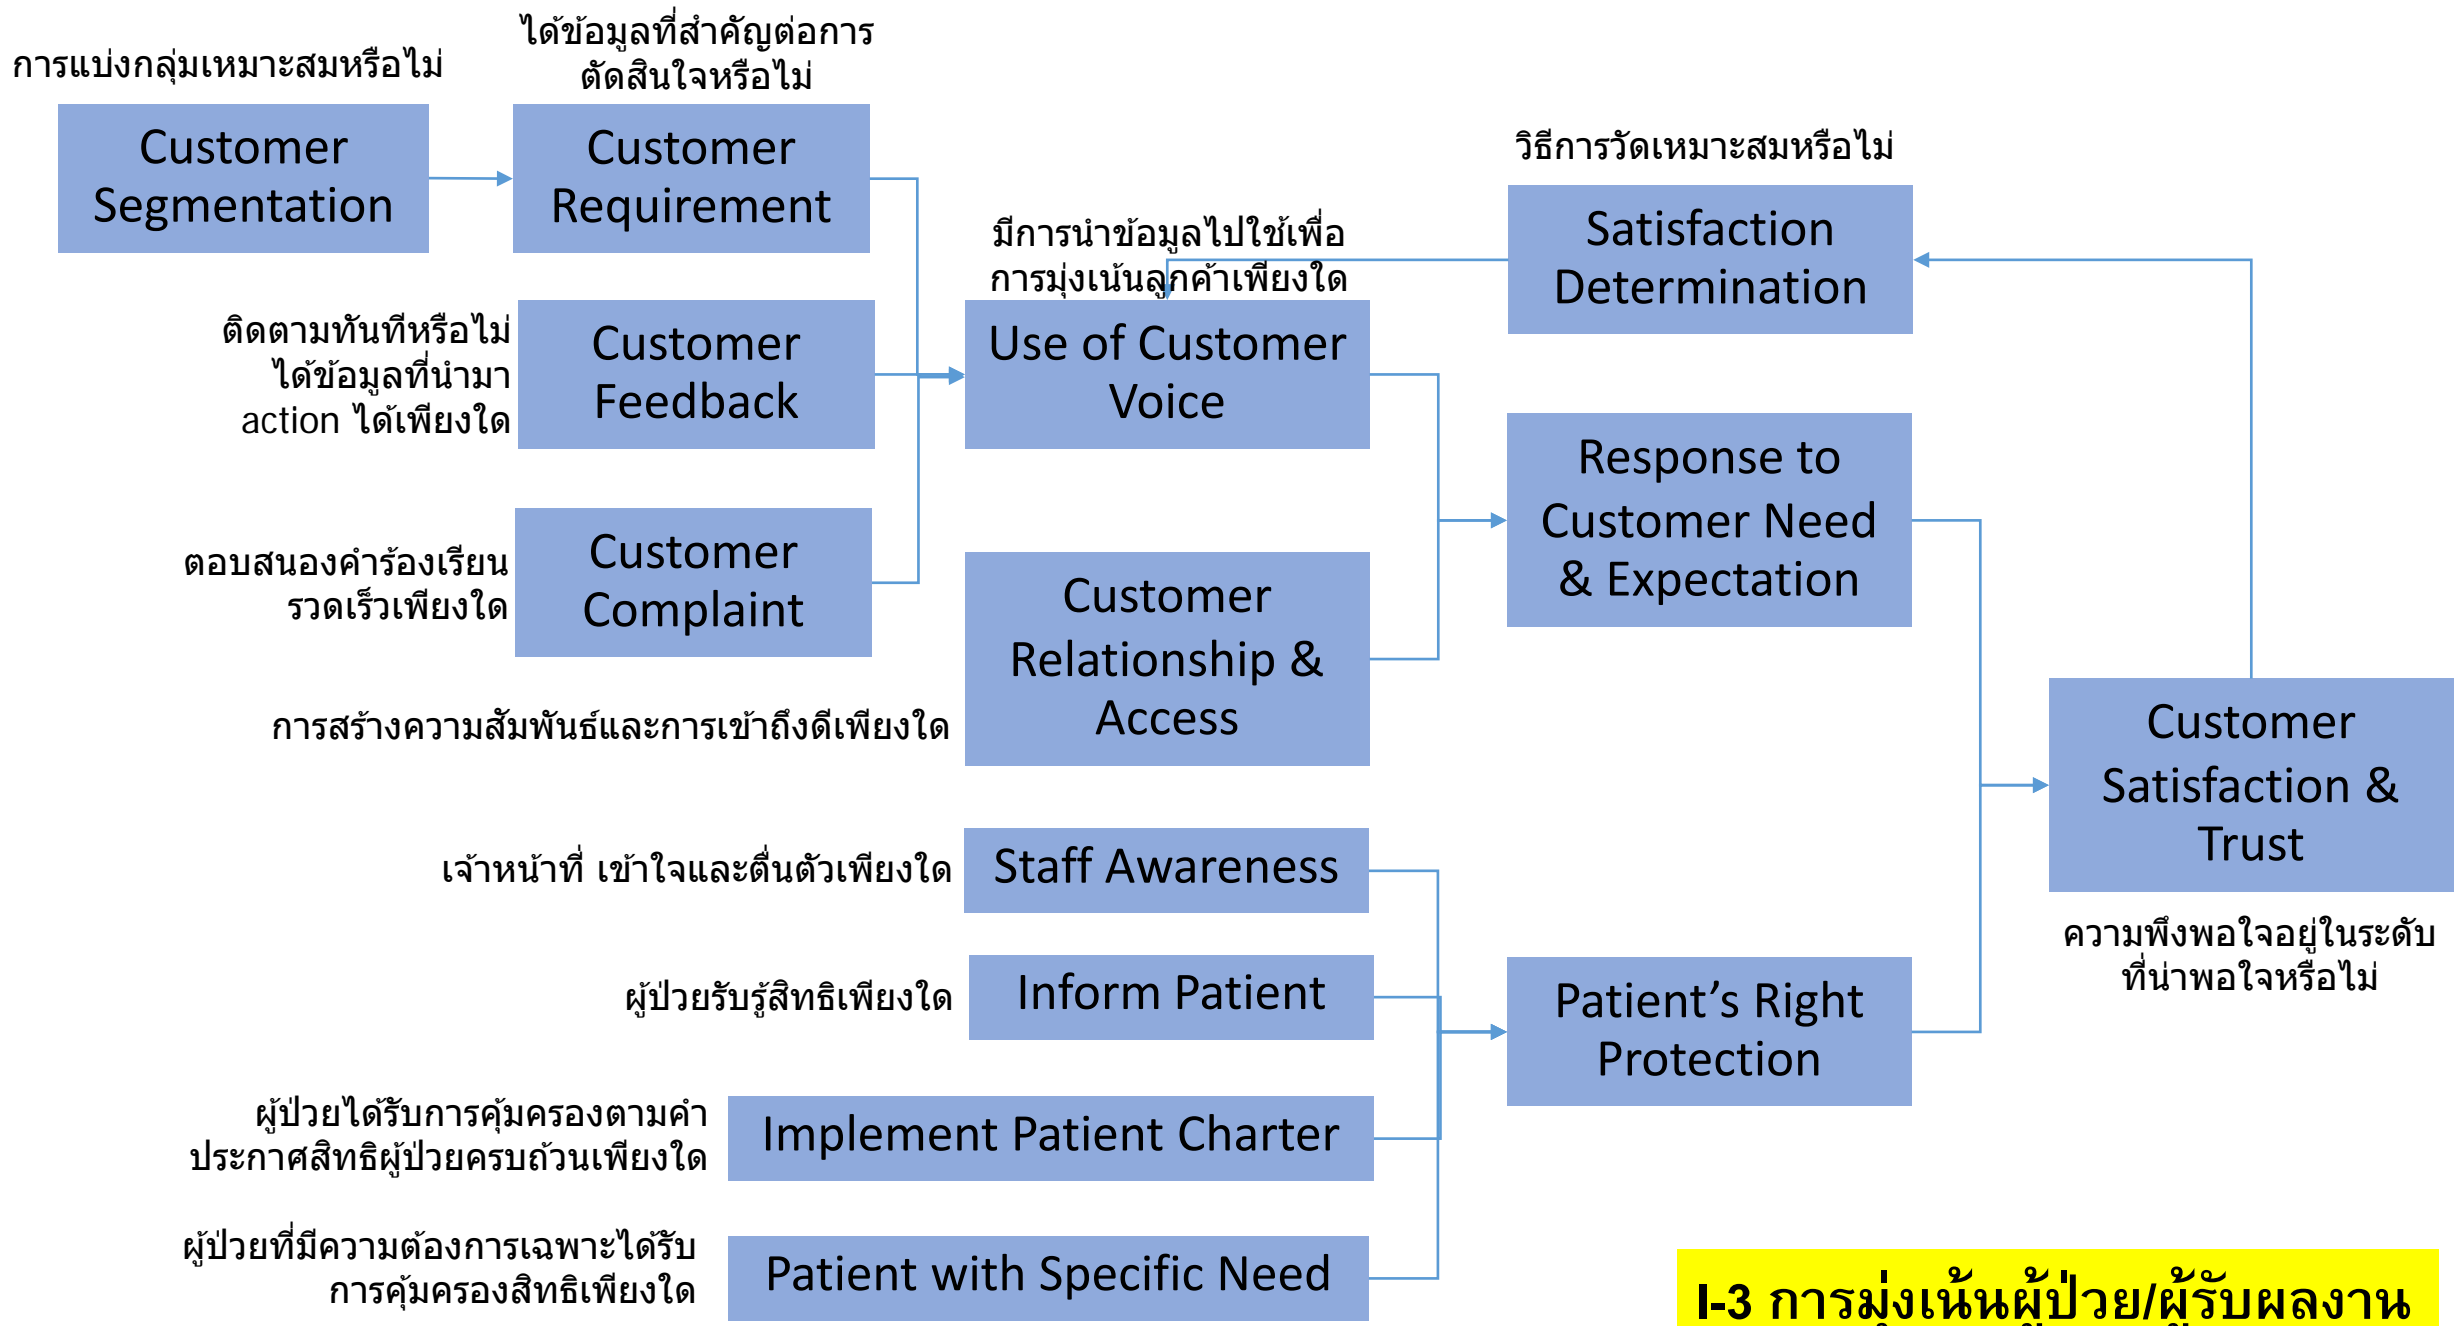 การแบ่งกลุ่มเหมาะสมหรือไม่
ได้ข้อมูลที่สำคัญต่อการ
ตัดสินใจหรือไม่
Customer
Segmentation
Customer
Requirement
วิธีการวัดเหมาะสมหรือไม่
Satisfaction
Determination
มีการนำข้อมูลไปใช้เพื่อ
การมุ่งเน้นลูกค้าเพียงใด
ติดตามทันทีหรือไม่
ได้ข้อมูลที่นำมา
action ได้เพียงใด
Customer
Feedback
Use of Customer
Voice
Response to
Customer Need
& Expectation
ตอบสนองคำร้องเรียน
รวดเร็วเพียงใด
Customer
Complaint
Customer
Relationship &
Access
การสร้างความสัมพันธ์และการเข้าถึงดีเพียงใด
Customer
Satisfaction &
Trust
ความพึงพอใจอยู่ในระดับ
ที่น่าพอใจหรือไม่
เจ้าหน้าที่ เข้าใจและตื่นตัวเพียงใด
Staff Awareness
ผู้ป่วยรับรู้สิทธิเพียงใด
Inform Patient
Patient’s Right
Protection
ผู้ป่วยได้รับการคุ้มครองตามคำ
ประกาศสิทธิผู้ป่วยครบถ้วนเพียงใด
Implement Patient Charter
ผู้ป่วยที่มีความต้องการเฉพาะได้รับ
การคุ้มครองสิทธิเพียงใด
Patient with Specific Need
I-3 การมุ่งเน้นผู้ป่วย/ผู้รับผลงาน